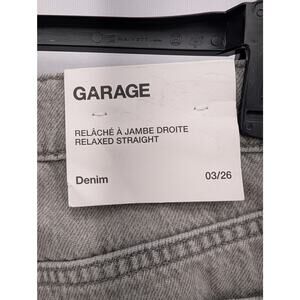 GARAGE
RELÂCHÉ À JAMBE DROITE
RELAXED STRAIGHT
Denim 03/26